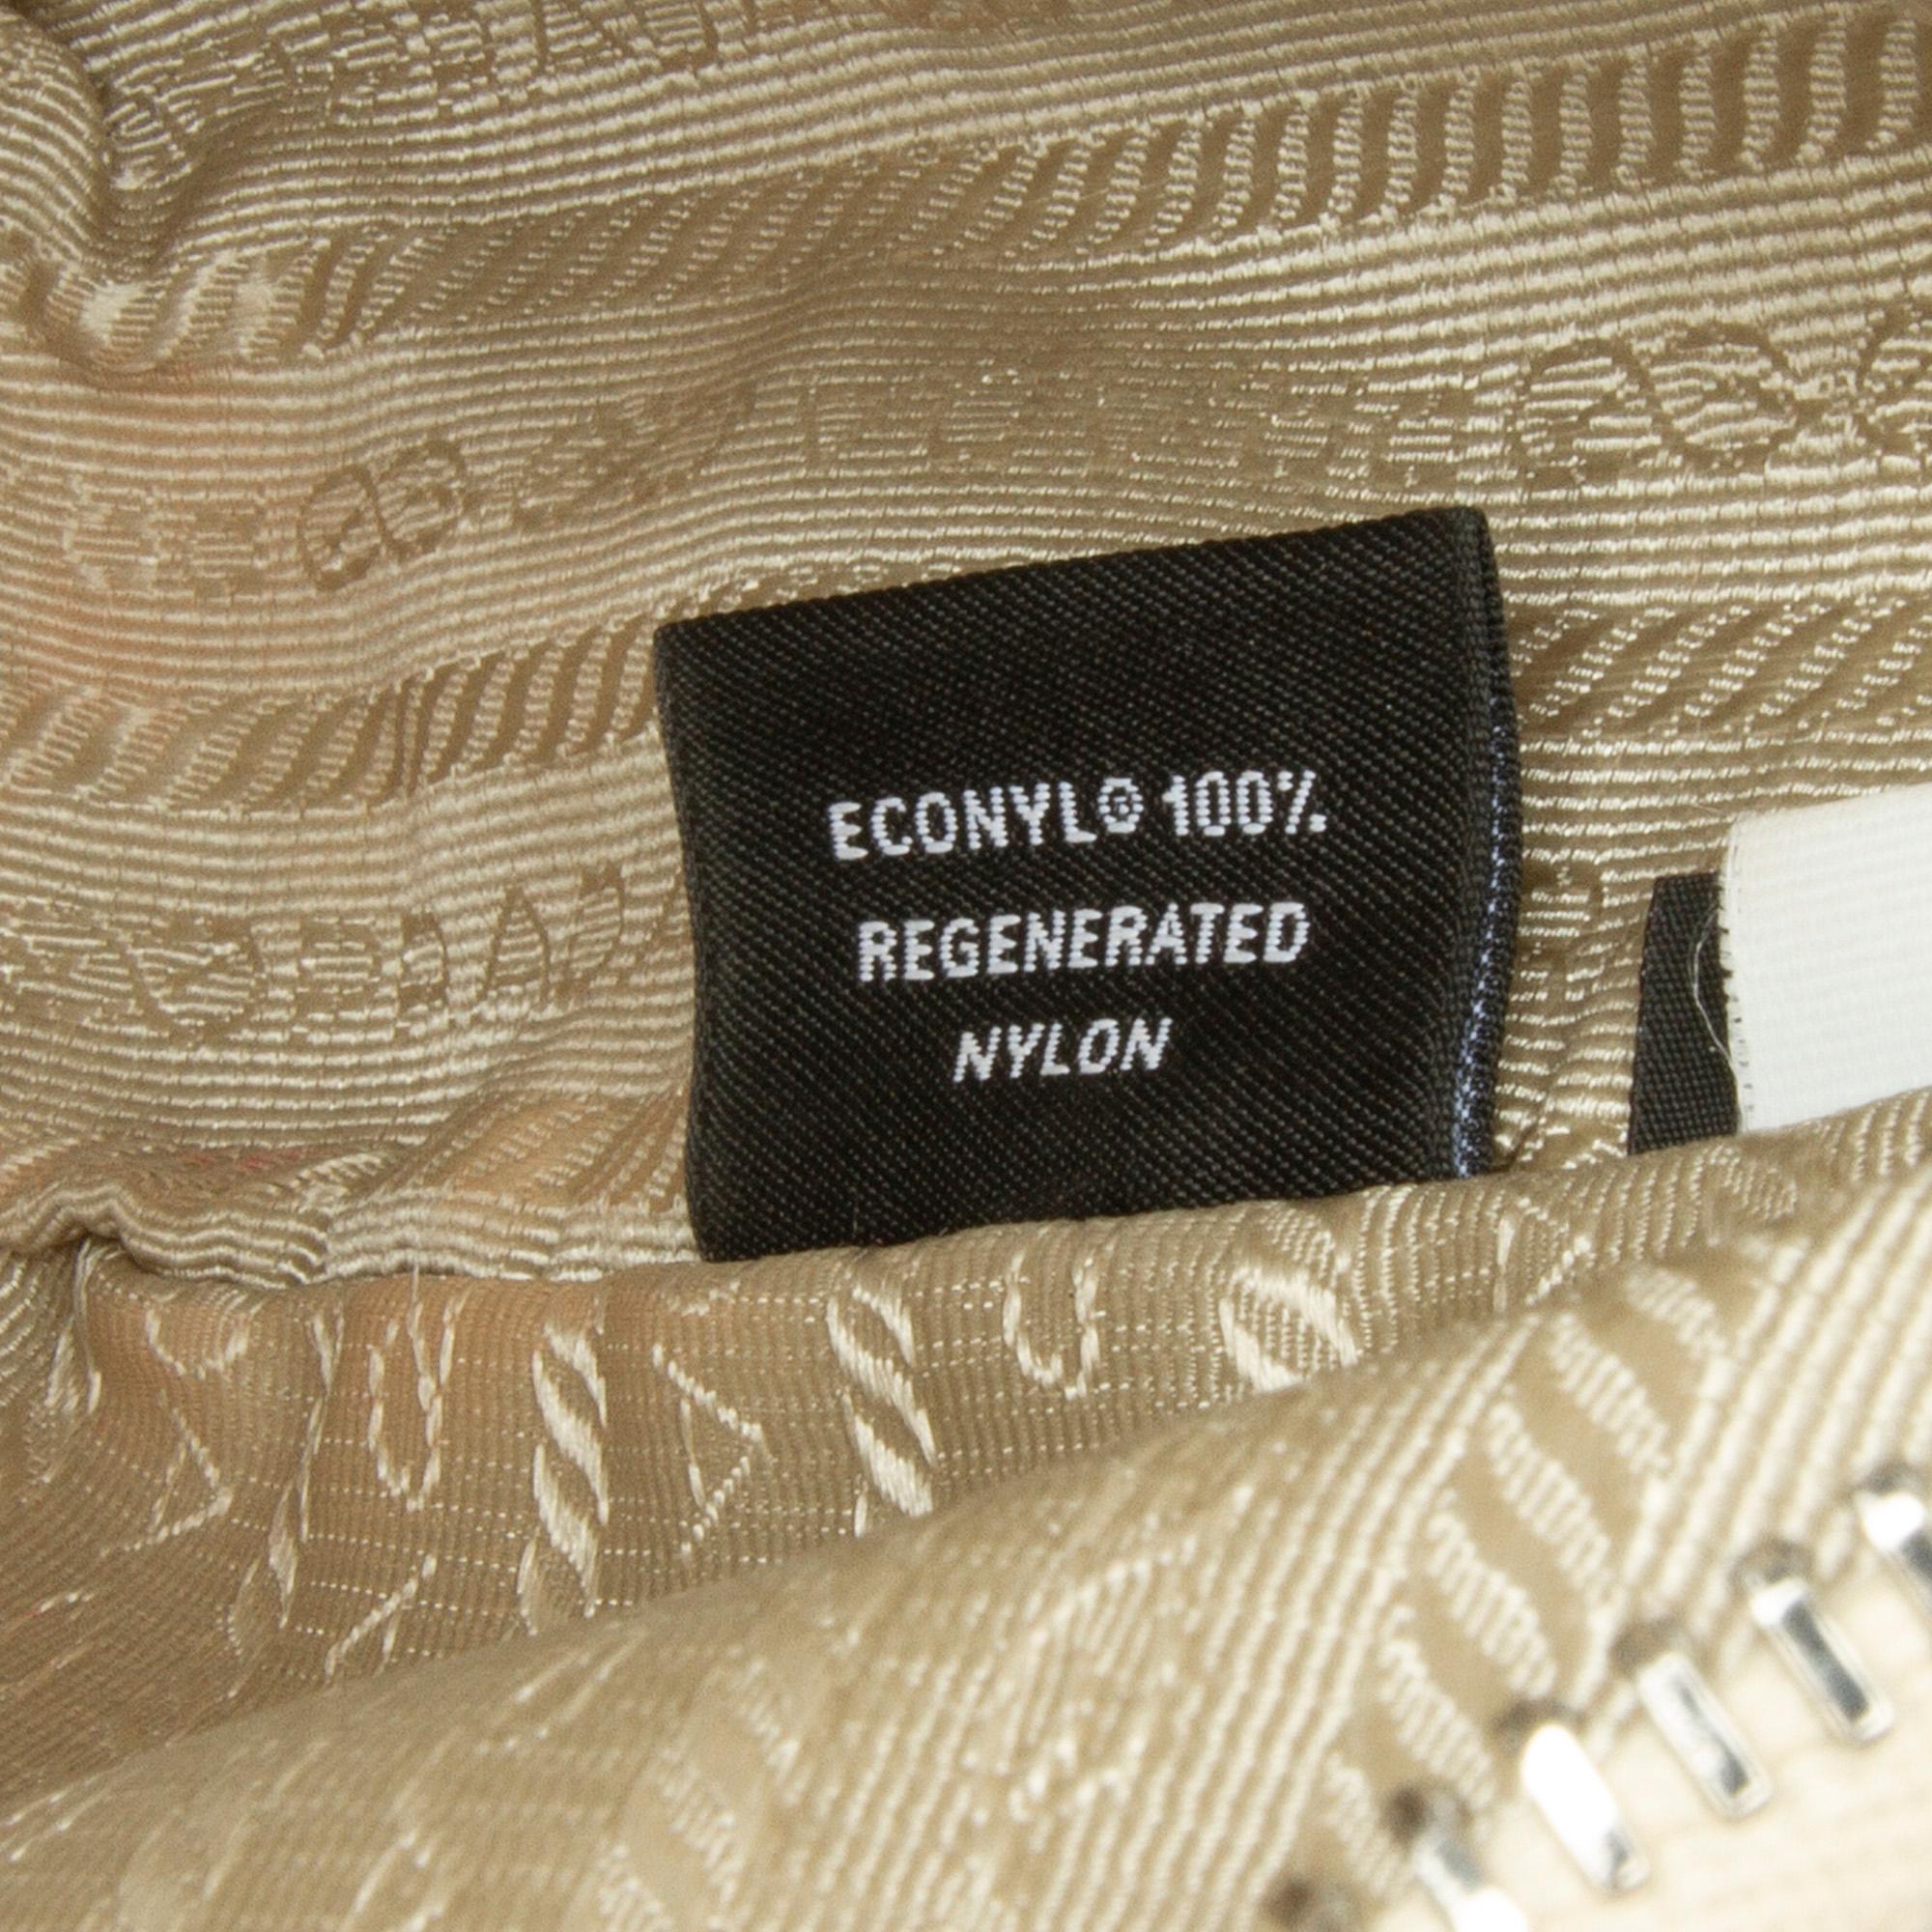 ECONYL® 100%
REGENERATED
NYLON